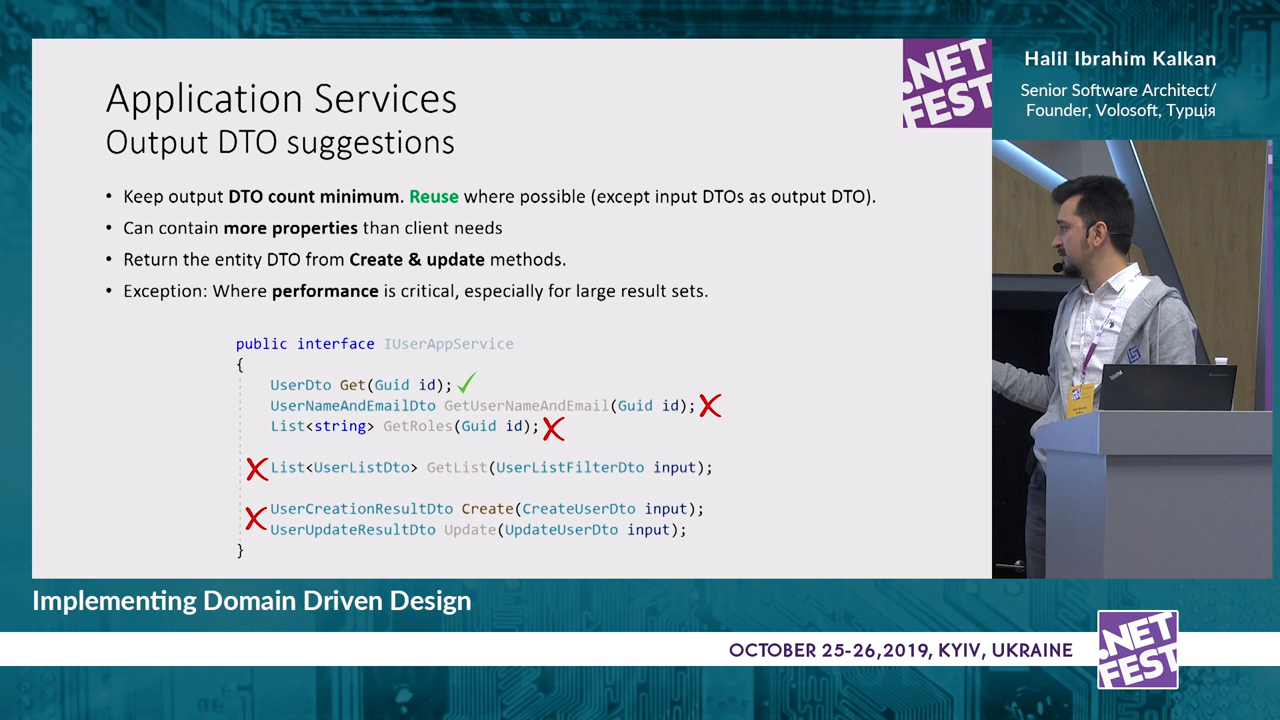 .NET
FEST
Halil Ibrahim Kalkan
Senior Software Architect/
Founder, Volosoft, Турція
Application Services
Output DTO suggestions
• Keep output DTO count minimum. Reuse where possible (except input DTOs as output DTO).
• Can contain more properties than client needs
• Return the entity DTO from Create & update methods.
• Exception: Where performance is critical, especially for large result sets.
public interface IUserAppService
{
UserDto Get(Guid id);
UserNameAndEmailDto GetUserNameAndEmail(Guid id);
List<string> GetRoles(Guid id);
List<UserListDto> GetList(UserListFilterDto input);
UserCreationResultDto Create(CreateUserDto input);
UserUpdateResultDto Update(UpdateUserDto input);
}
Implementing Domain Driven Design
OCTOBER 25-26,2019, KYIV, UKRAINE
.NET
FEST